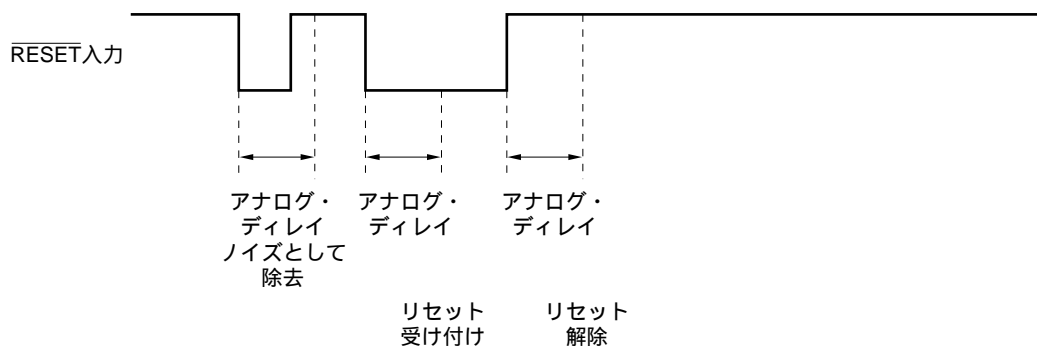 RESET入力
アナログ・
ディレイ
ノイズとして
除去
アナログ・
ディレイ
アナログ・
ディレイ
リセット
受け付け
リセット
解除